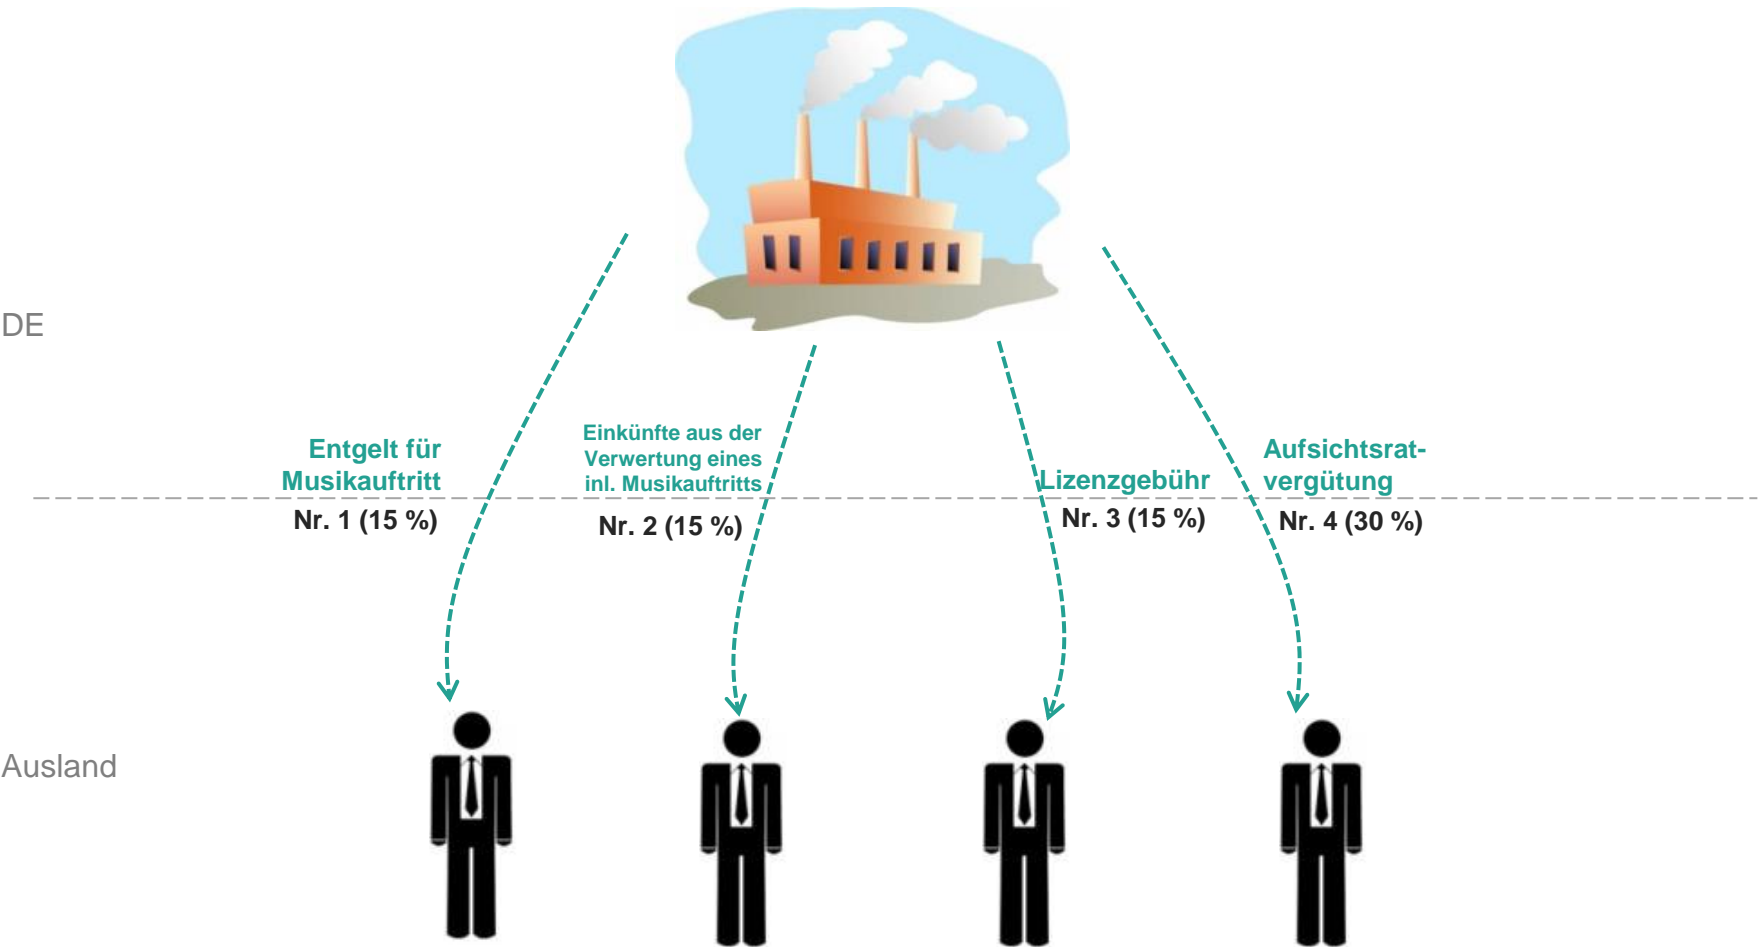 DE
Entgelt für
Musikauftritt
Nr. 1 (15 %)
Einkünfte aus der
Verwertung eines
inl. Musikauftritts
Nr. 2 (15 %)
Lizenzgebühr
Nr. 3 (15 %)
Aufsichtsrat-
vergütung
Nr. 4 (30 %)
Ausland